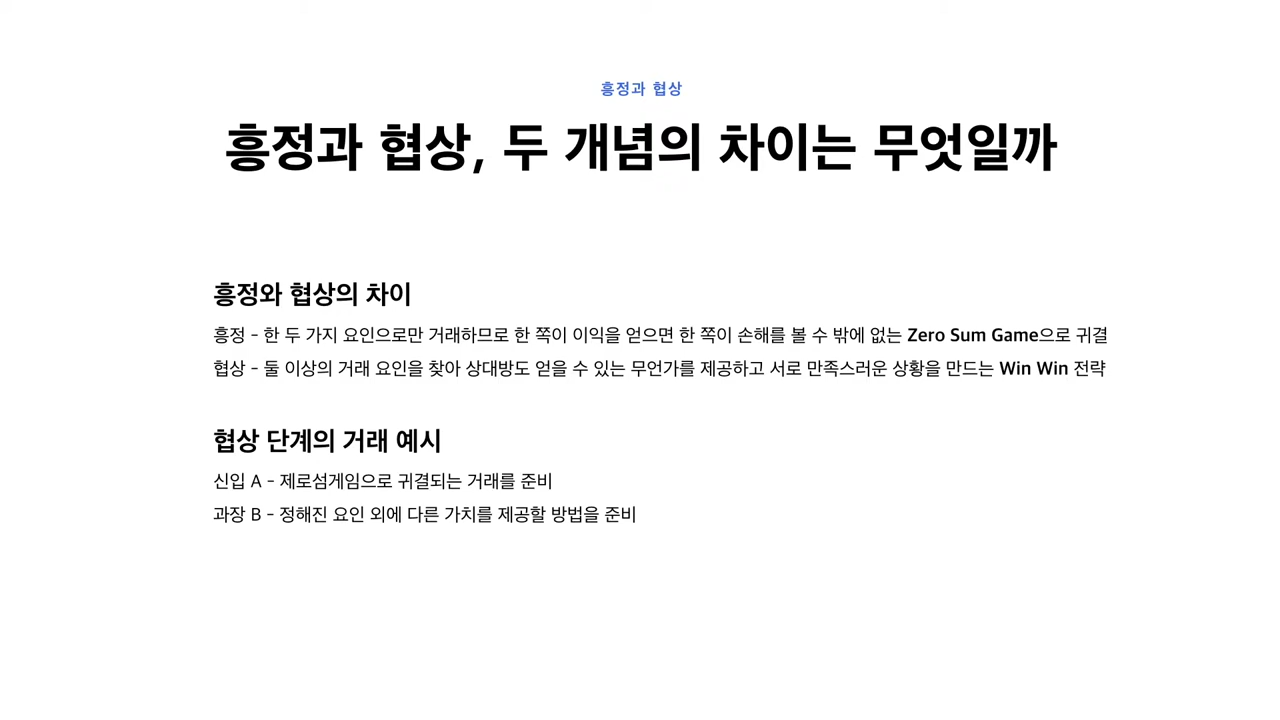 흥정과 협상
흥정과 협상, 두 개념의 차이는 무엇일까
흥정와 협상의 차이
흥정 - 한 두 가지 요인으로만 거래하므로 한 쪽이 이익을 얻으면 한 쪽이 손해를 볼 수 밖에 없는 Zero Sum Game으로 귀결
협상 - 둘 이상의 거래 요인을 찾아 상대방도 얻을 수 있는 무언가를 제공하고 서로 만족스러운 상황을 만드는 Win Win 전략
협상 단계의 거래 예시
신입 A - 제로섬게임으로 귀결되는 거래를 준비
과장 B - 정해진 요인 외에 다른 가치를 제공할 방법을 준비